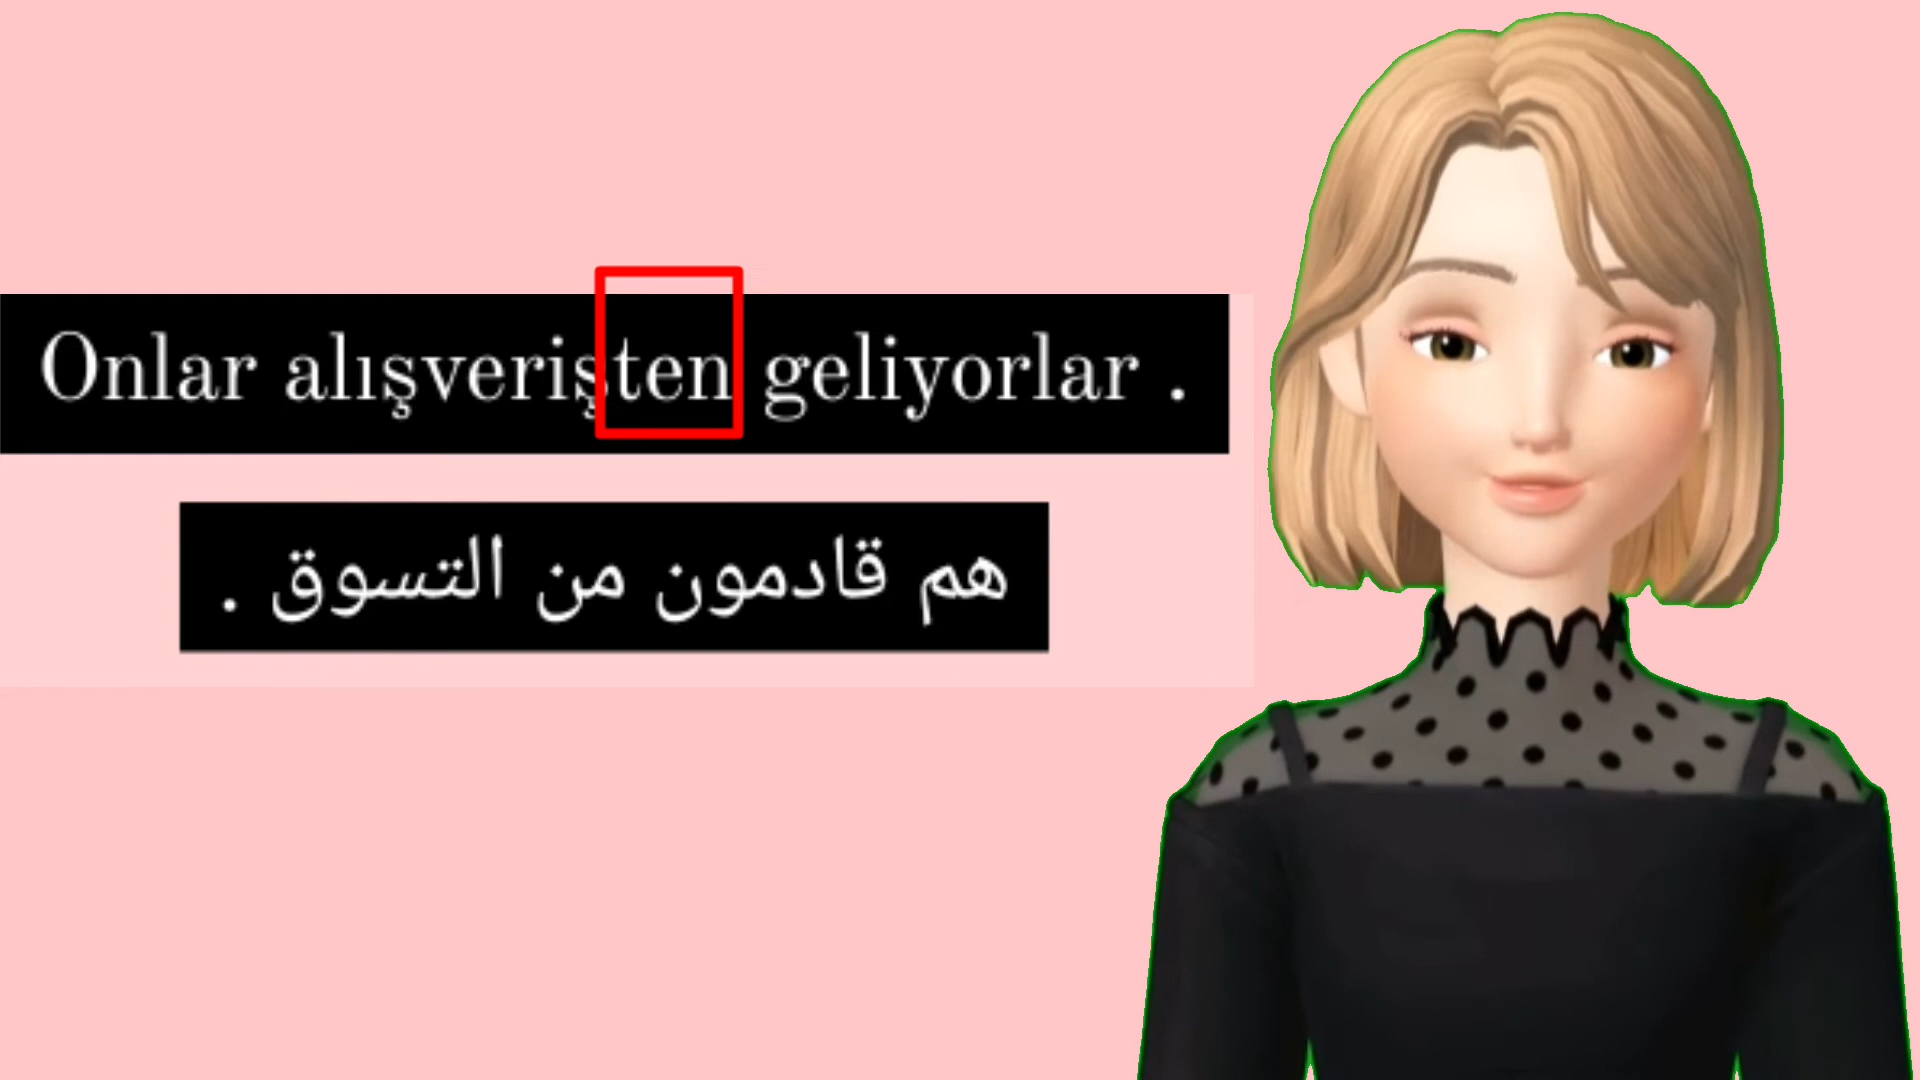 Onlar alışverişten geliyorlar .
هم قادمون من التسوق .